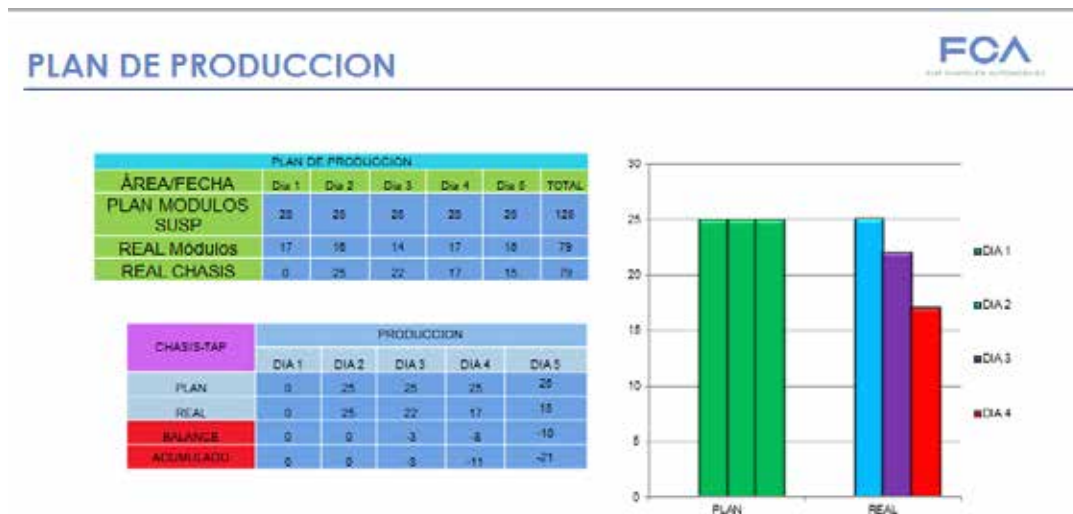 PLAN DE PRODUCCION
FCA
PLAN DE PRODUCCION
ÁREA/FECHA Dia 1 Dia 2 Dia 3 Dia 4 Dia 5 TOTAL
PLAN MODULOS SUSP 25 25 25 25 25 125
REAL Módulos 17 16 14 17 15 79
REAL CHASIS 0 25 22 17 15 79
CHASIS-TAP PRODUCCION
DIA 1 DIA 2 DIA 3 DIA 4 DIA 5
PLAN 0 25 25 25 25
REAL 0 25 22 17 15
BALANCE 0 0 -3 -8 -10
ACUMULADO 0 0 -3 -11 -21
30
25
20
15
10
5
0
PLAN REAL
DIA 1
DIA 2
DIA 3
DIA 4